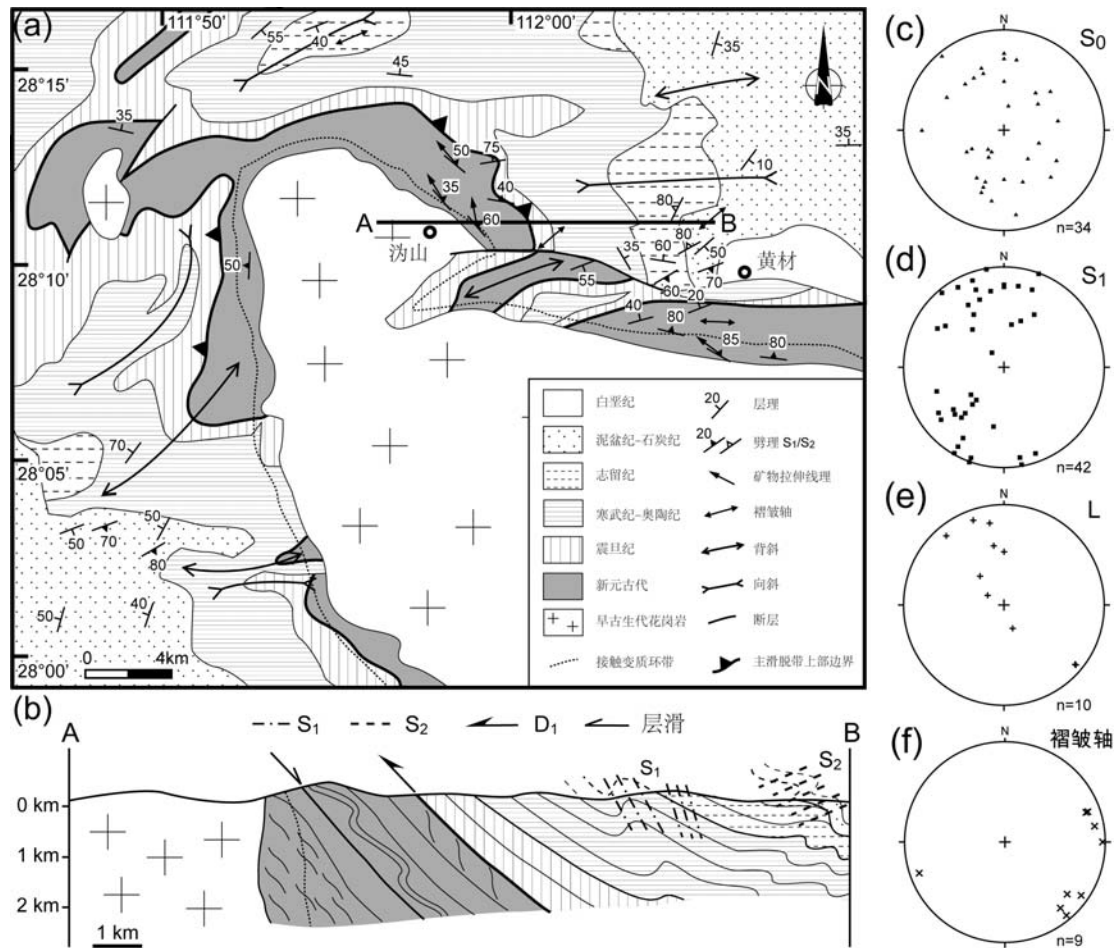 (a)
111°50'
112°00'
28°15'
28°10'
28°05'
28°00'
A
B
沩山
黄材
55
40
45
35
35
35
10
75
50
40
35
60
80
80
50
60
35
70
60
20
55
40
80
85
80
50
70
50
50
70
80
50
40
0
4km
白垩纪
泥盆纪-石炭纪
志留纪
寒武纪-奥陶纪
震旦纪
新元古代
早古生代花岗岩
接触变质环带
20 层理
20 劈理 S₁/S₂
矿物拉伸线理
褶皱轴
背斜
向斜
断层
主滑脱带上部边界
(b)
A
B
S₁
S₂
D₁
层滑
S₁
S₂
0 km
1 km
2 km
1 km
(c)
N
S₀
n=34
(d)
N
S₁
n=42
(e)
N
L
n=10
(f)
N
褶皱轴
n=9